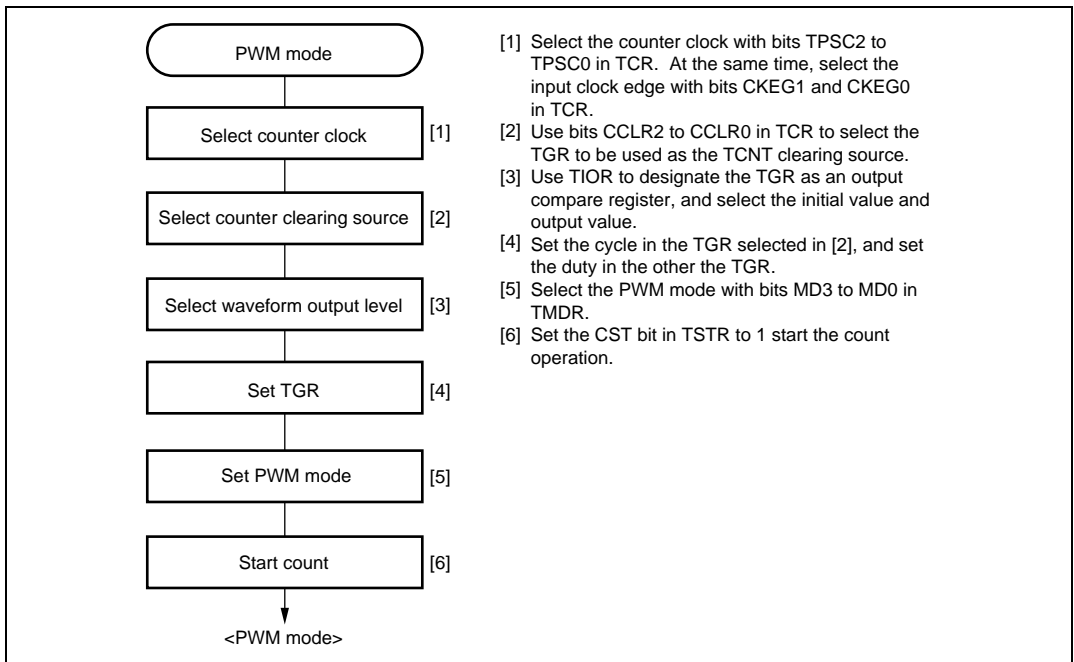 PWM mode
Select counter clock [1]
Select counter clearing source [2]
Select waveform output level [3]
Set TGR [4]
Set PWM mode [5]
Start count [6]
<PWM mode>
[1] Select the counter clock with bits TPSC2 to
TPSC0 in TCR. At the same time, select the
input clock edge with bits CKEG1 and CKEG0
in TCR.
[2] Use bits CCLR2 to CCLR0 in TCR to select the
TGR to be used as the TCNT clearing source.
[3] Use TIOR to designate the TGR as an output
compare register, and select the initial value and
output value.
[4] Set the cycle in the TGR selected in [2], and set
the duty in the other the TGR.
[5] Select the PWM mode with bits MD3 to MD0 in
TMDR.
[6] Set the CST bit in TSTR to 1 start the count
operation.